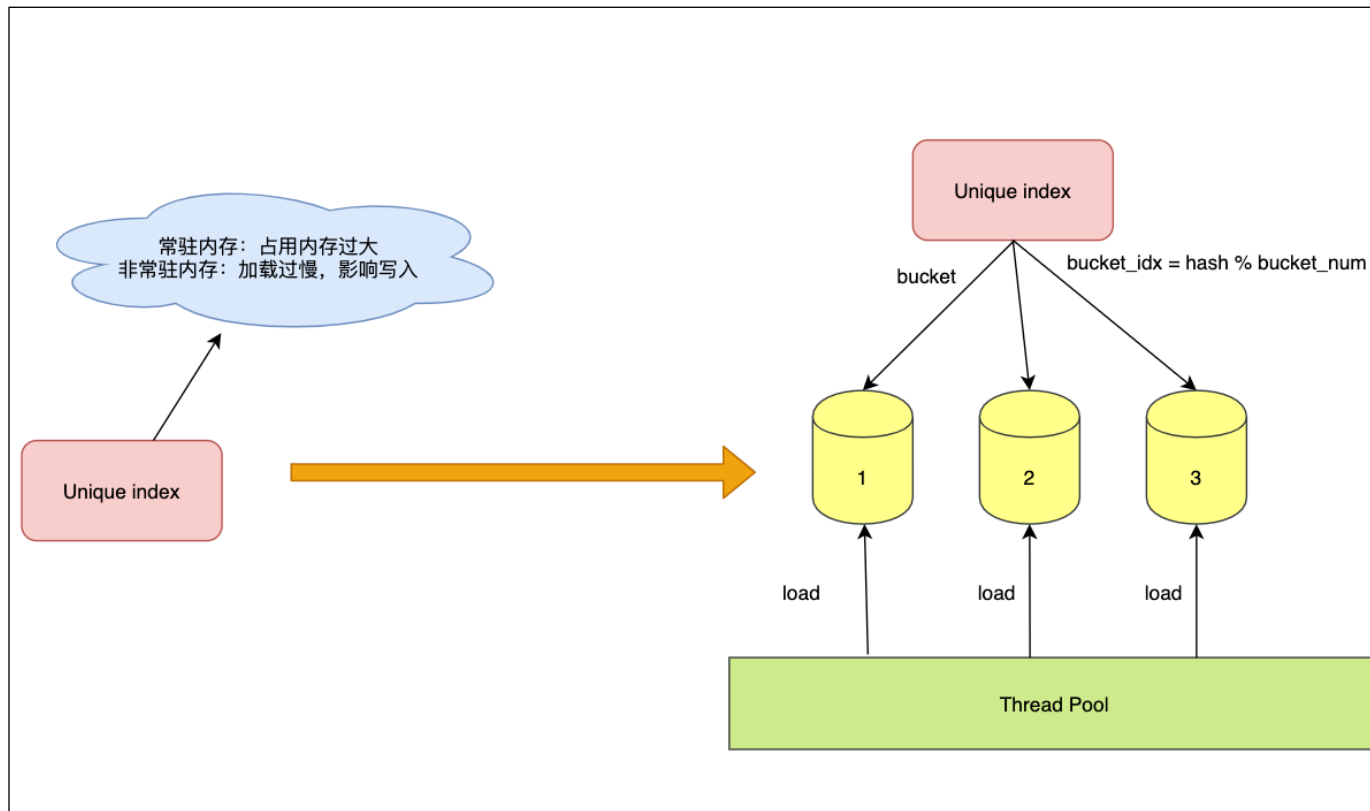 常驻内存：占用内存过大
非常驻内存：加载过慢，影响写入
Unique index
Unique index
bucket
bucket_idx = hash % bucket_num
1
2
3
load
load
load
Thread Pool